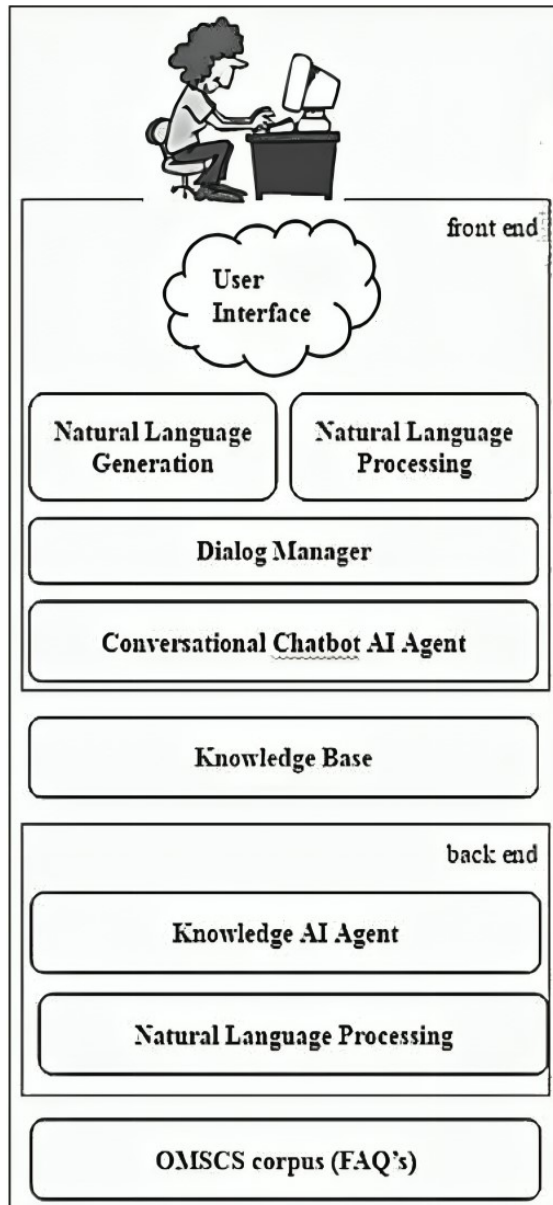 front end
User
Interface
Natural Language
Generation
Natural Language
Processing
Dialog Manager
Conversational Chatbot AI Agent
Knowledge Base
back end
Knowledge AI Agent
Natural Language Processing
OMSCS corpus (FAQ's)